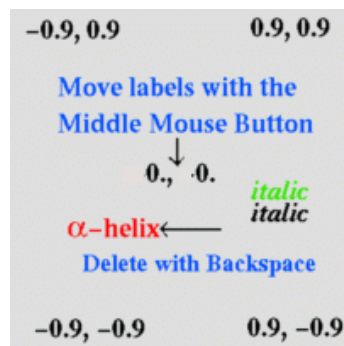 −0.9, 0.9
0.9, 0.9
Move labels with the
Middle Mouse Button
0., 0.
italic
italic
α−helix
Delete with Backspace
−0.9, −0.9
0.9, −0.9